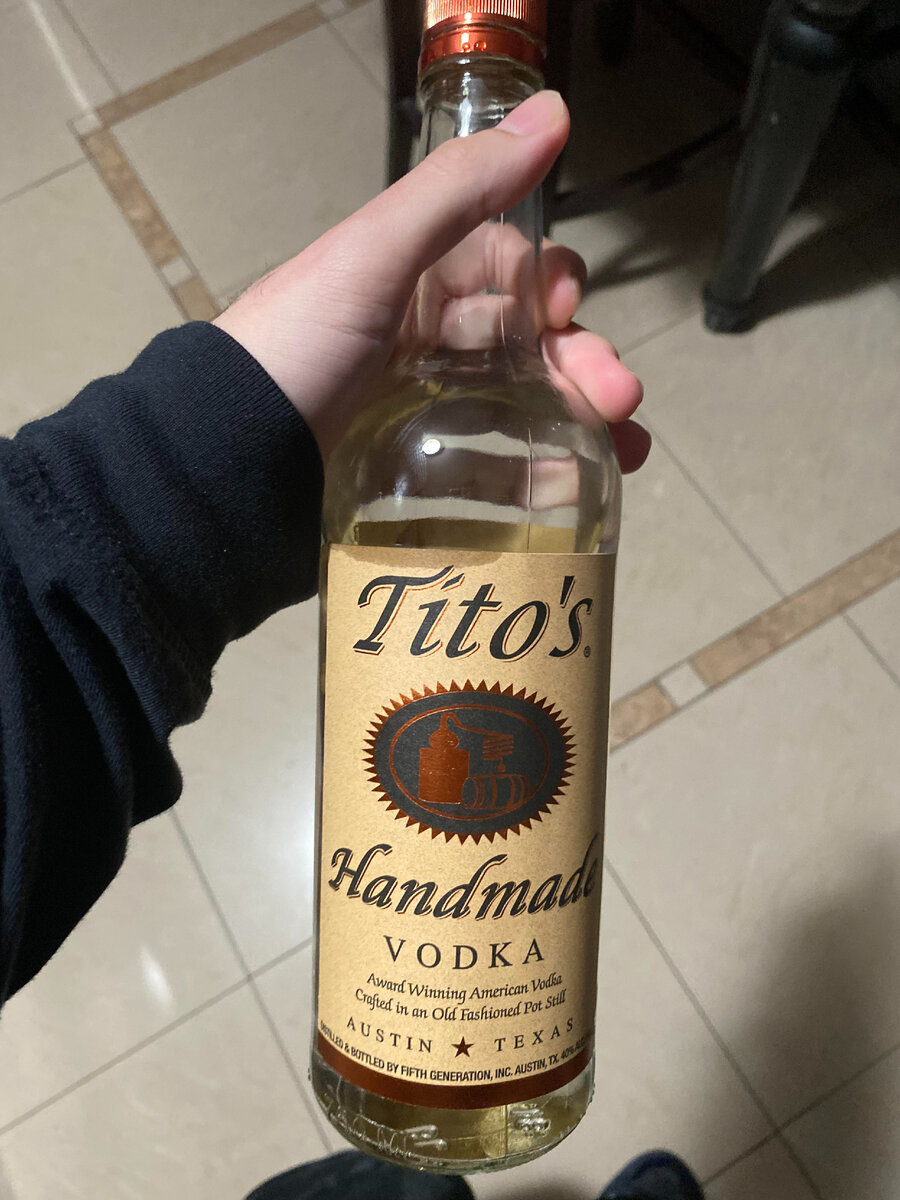 Tito's®
Handmade
VODKA
Award Winning American Vodka
Crafted in an Old Fashioned Pot Still
AUSTIN ★ TEXAS
DISTILLED & BOTTLED BY FIFTH GENERATION, INC. AUSTIN, TX. 40%